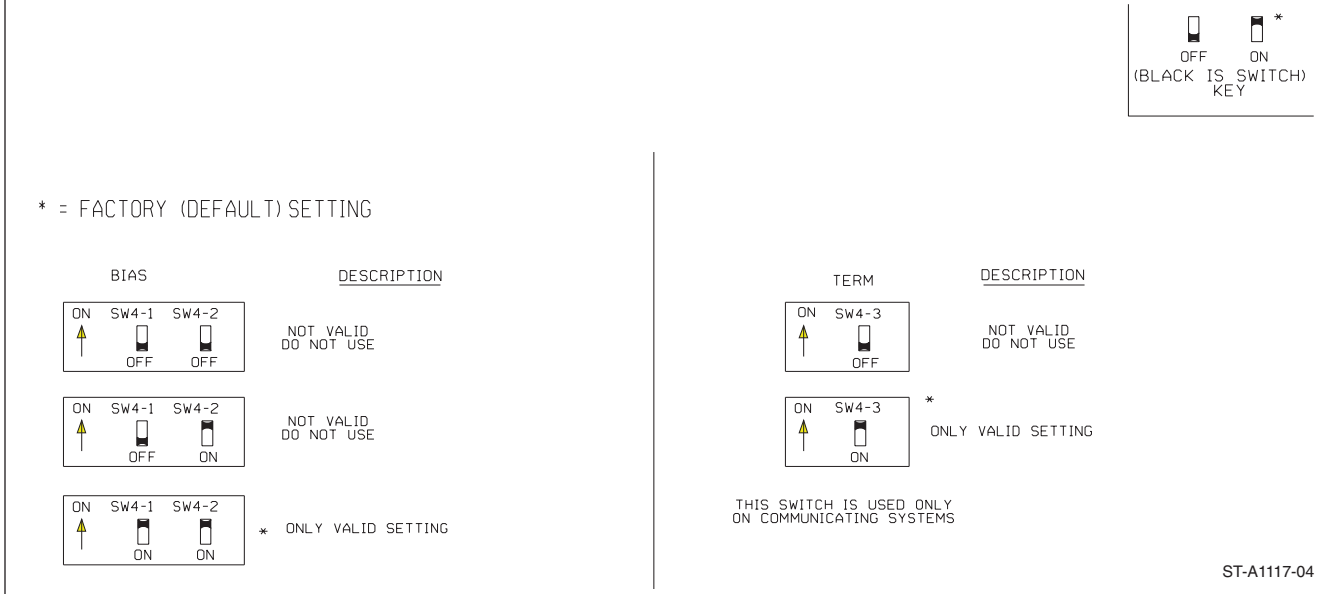 *
OFF ON
(BLACK IS SWITCH)
KEY
* = FACTORY (DEFAULT) SETTING
BIAS DESCRIPTION
ON SW4-1 SW4-2
OFF OFF
NOT VALID
DO NOT USE
ON SW4-1 SW4-2
OFF ON
NOT VALID
DO NOT USE
ON SW4-1 SW4-2
ON ON
* ONLY VALID SETTING
TERM DESCRIPTION
ON SW4-3
OFF
NOT VALID
DO NOT USE
ON SW4-3
ON
*
ONLY VALID SETTING
THIS SWITCH IS USED ONLY
ON COMMUNICATING SYSTEMS
ST-A1117-04